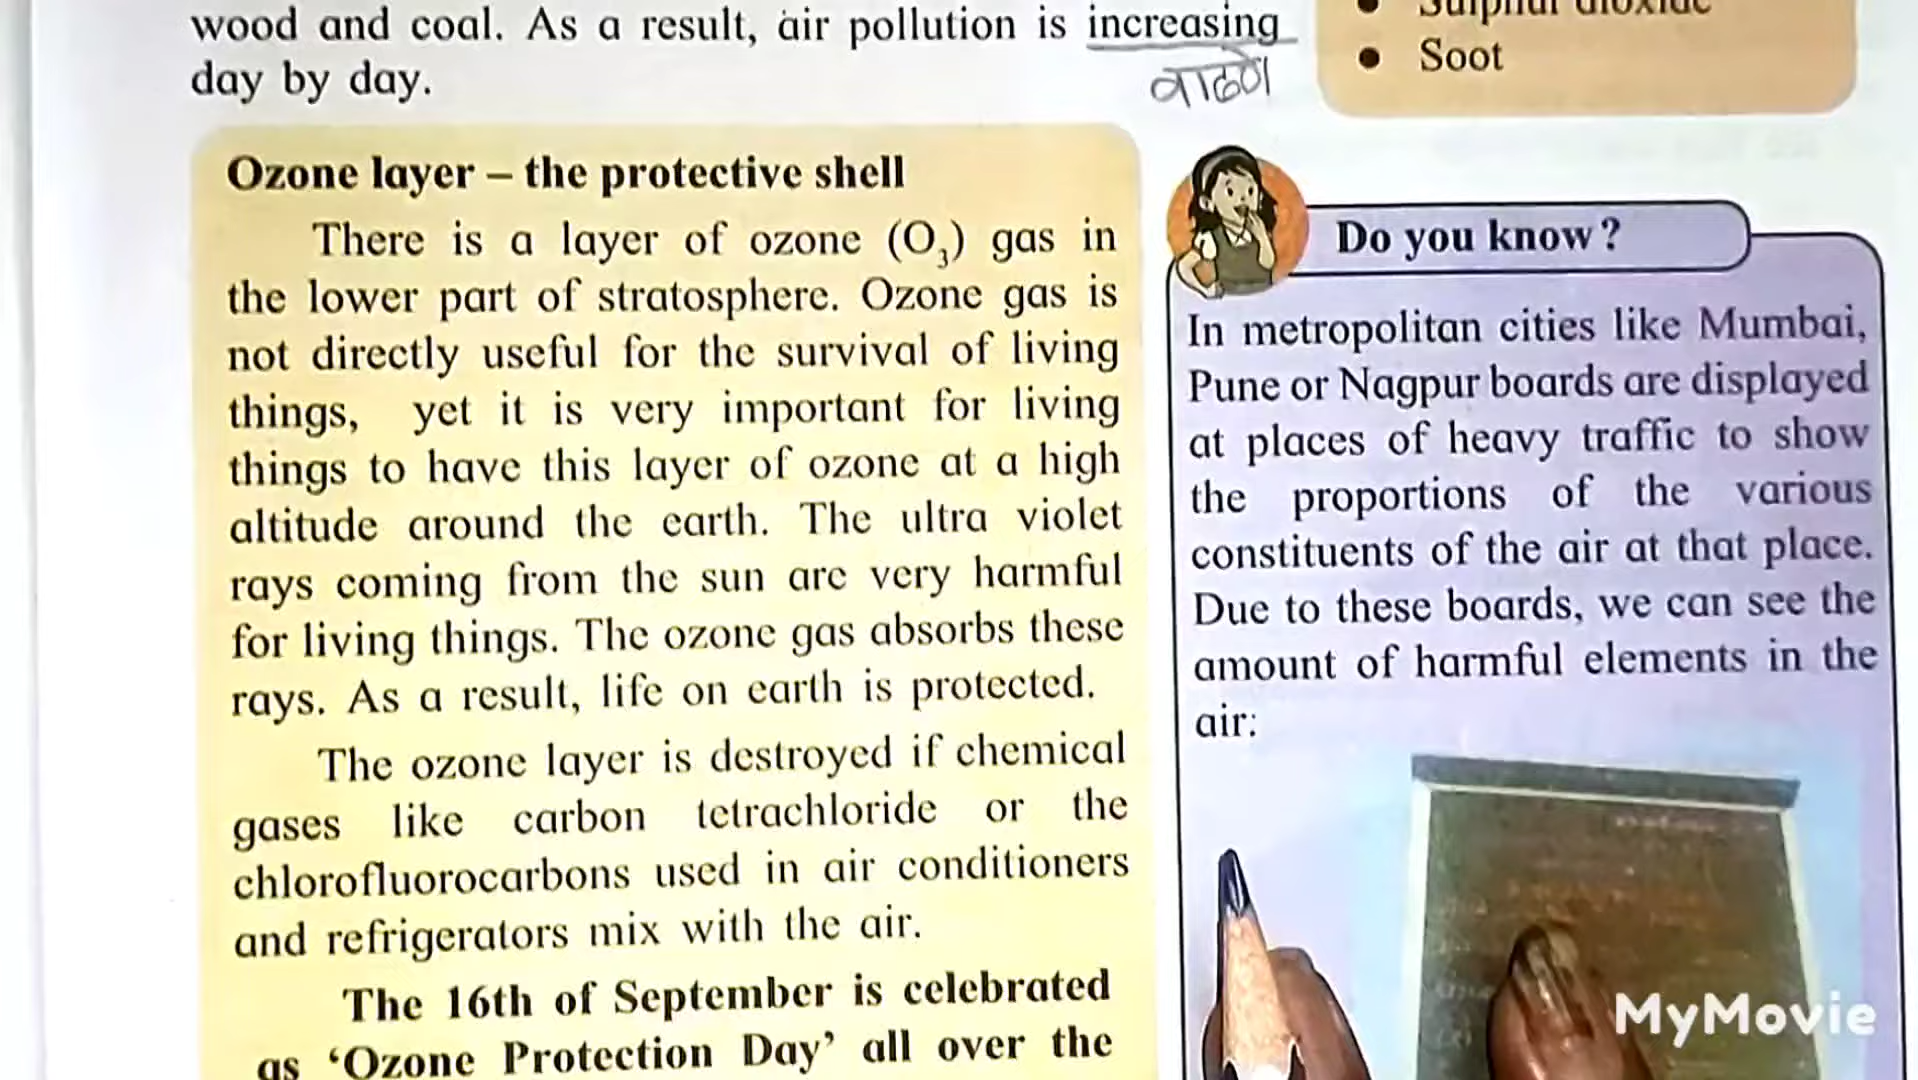 wood and coal. As a result, air pollution is increasing
day by day.
वाढणे
Sulphur dioxide
Soot
Ozone layer – the protective shell
There is a layer of ozone (O₃) gas in
the lower part of stratosphere. Ozone gas is
not directly useful for the survival of living
things, yet it is very important for living
things to have this layer of ozone at a high
altitude around the earth. The ultra violet
rays coming from the sun are very harmful
for living things. The ozone gas absorbs these
rays. As a result, life on earth is protected.
The ozone layer is destroyed if chemical
gases like carbon tetrachloride or the
chlorofluorocarbons used in air conditioners
and refrigerators mix with the air.
The 16th of September is celebrated
as ‘Ozone Protection Day’ all over the
Do you know?
In metropolitan cities like Mumbai,
Pune or Nagpur boards are displayed
at places of heavy traffic to show
the proportions of the various
constituents of the air at that place.
Due to these boards, we can see the
amount of harmful elements in the
air.
MyMovie